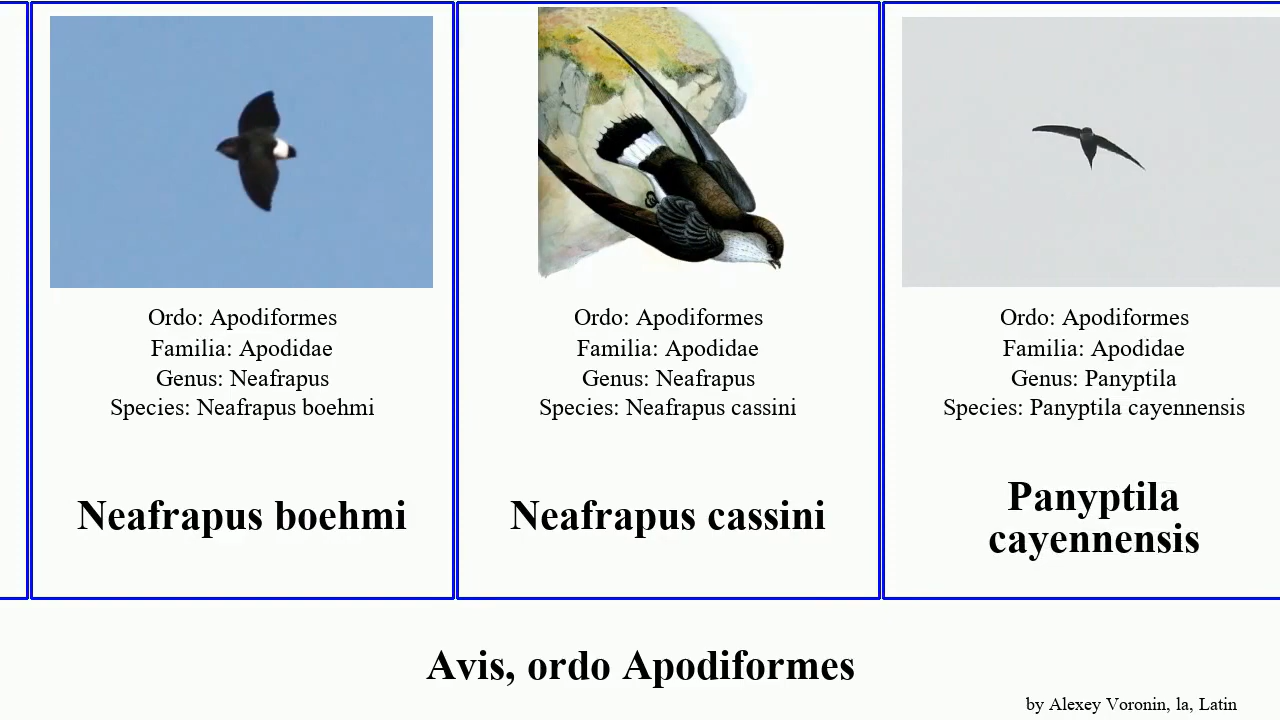 Ordo: Apodiformes
Familia: Apodidae
Genus: Neafrapus
Species: Neafrapus boehmi
Neafrapus boehmi
Ordo: Apodiformes
Familia: Apodidae
Genus: Neafrapus
Species: Neafrapus cassini
Neafrapus cassini
Ordo: Apodiformes
Familia: Apodidae
Genus: Panyptila
Species: Panyptila cayennensis
Panyptila
cayennensis
Avis, ordo Apodiformes
by Alexey Voronin, la, Latin